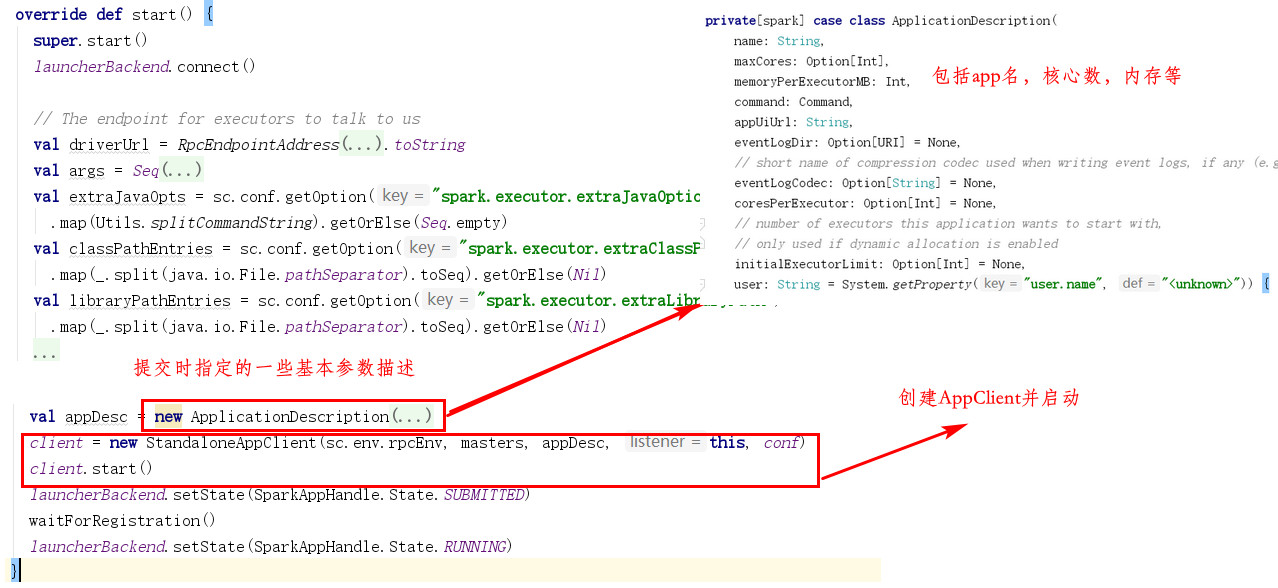 override def start() {
super.start()
launcherBackend.connect()
// The endpoint for executors to talk to us
val driverUrl = RpcEndpointAddress(...).toString
val args = Seq(...)
val extraJavaOpts = sc.conf.getOption( key = "spark.executor.extraJavaOptio
.map(Utils.splitCommandString).getOrElse(Seq.empty)
val classPathEntries = sc.conf.getOption( key = "spark.executor.extraClassP
.map(_.split(java.io.File.pathSeparator).toSeq).getOrElse(Nil)
val libraryPathEntries = sc.conf.getOption( key = "spark.executor.extraLibr
.map(_.split(java.io.File.pathSeparator).toSeq).getOrElse(Nil)
...
提交时指定的一些基本参数描述
val appDesc = new ApplicationDescription(...)
client = new StandaloneAppClient(sc.env.rpcEnv, masters, appDesc, listener = this, conf)
client.start()
launcherBackend.setState(SparkAppHandle.State.SUBMITTED)
waitForRegistration()
launcherBackend.setState(SparkAppHandle.State.RUNNING)
}
private[spark] case class ApplicationDescription(
name: String,
maxCores: Option[Int],
memoryPerExecutorMB: Int,
command: Command,
appUiUrl: String,
eventLogDir: Option[URI] = None,
// short name of compression codec used when writing event logs, if any (e.g
eventLogCodec: Option[String] = None,
coresPerExecutor: Option[Int] = None,
// number of executors this application wants to start with,
// only used if dynamic allocation is enabled
initialExecutorLimit: Option[Int] = None,
user: String = System.getProperty( key = "user.name", def = "<unknown>")) {
包括app名，核心数，内存等
创建AppClient并启动